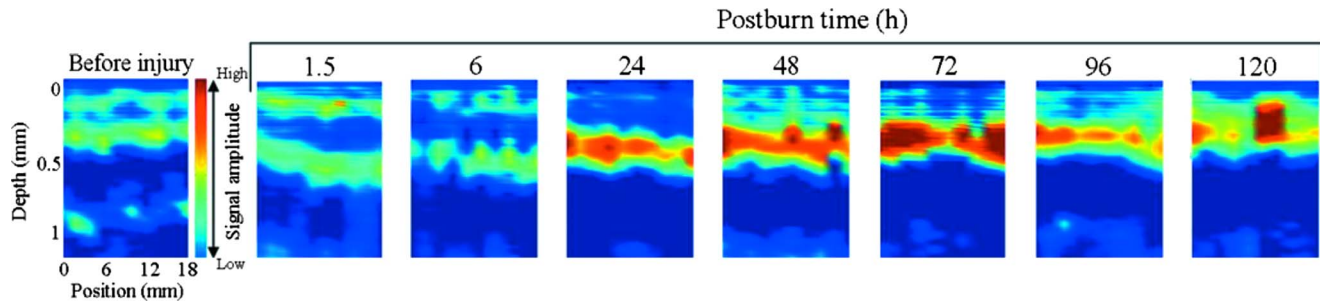 Postburn time (h)
Before injury
1.5 6 24 48 72 96 120
High
Signal amplitude
Low
Depth (mm)
0
0.5
1
0 6 12 18
Position (mm)